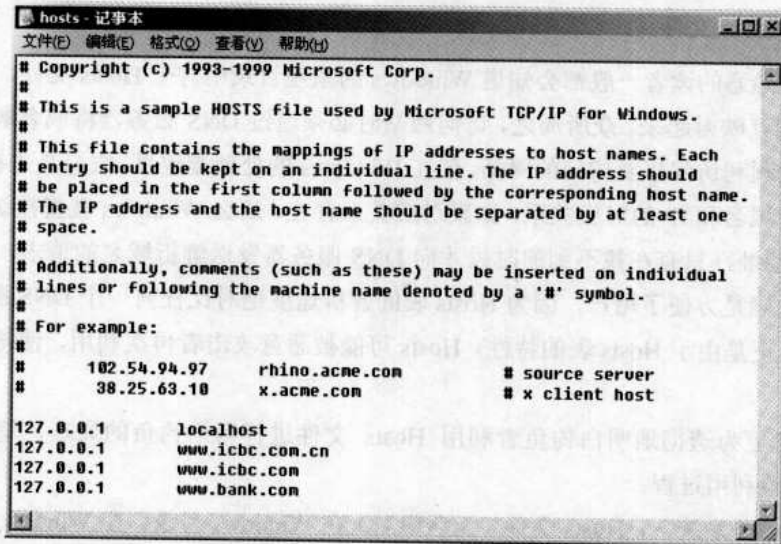 hosts - 记事本
文件(F) 编辑(E) 格式(O) 查看(V) 帮助(H)
# Copyright (c) 1993-1999 Microsoft Corp.
#
# This is a sample HOSTS file used by Microsoft TCP/IP for Windows.
#
# This file contains the mappings of IP addresses to host names. Each
# entry should be kept on an individual line. The IP address should
# be placed in the first column followed by the corresponding host name.
# The IP address and the host name should be separated by at least one
# space.
#
# Additionally, comments (such as these) may be inserted on individual
# lines or following the machine name denoted by a '#' symbol.
#
# For example:
#
# 102.54.94.97 rhino.acme.com # source server
# 38.25.63.10 x.acme.com # x client host

127.0.0.1 localhost
127.0.0.1 www.icbc.com.cn
127.0.0.1 www.icbc.com
127.0.0.1 www.bank.com